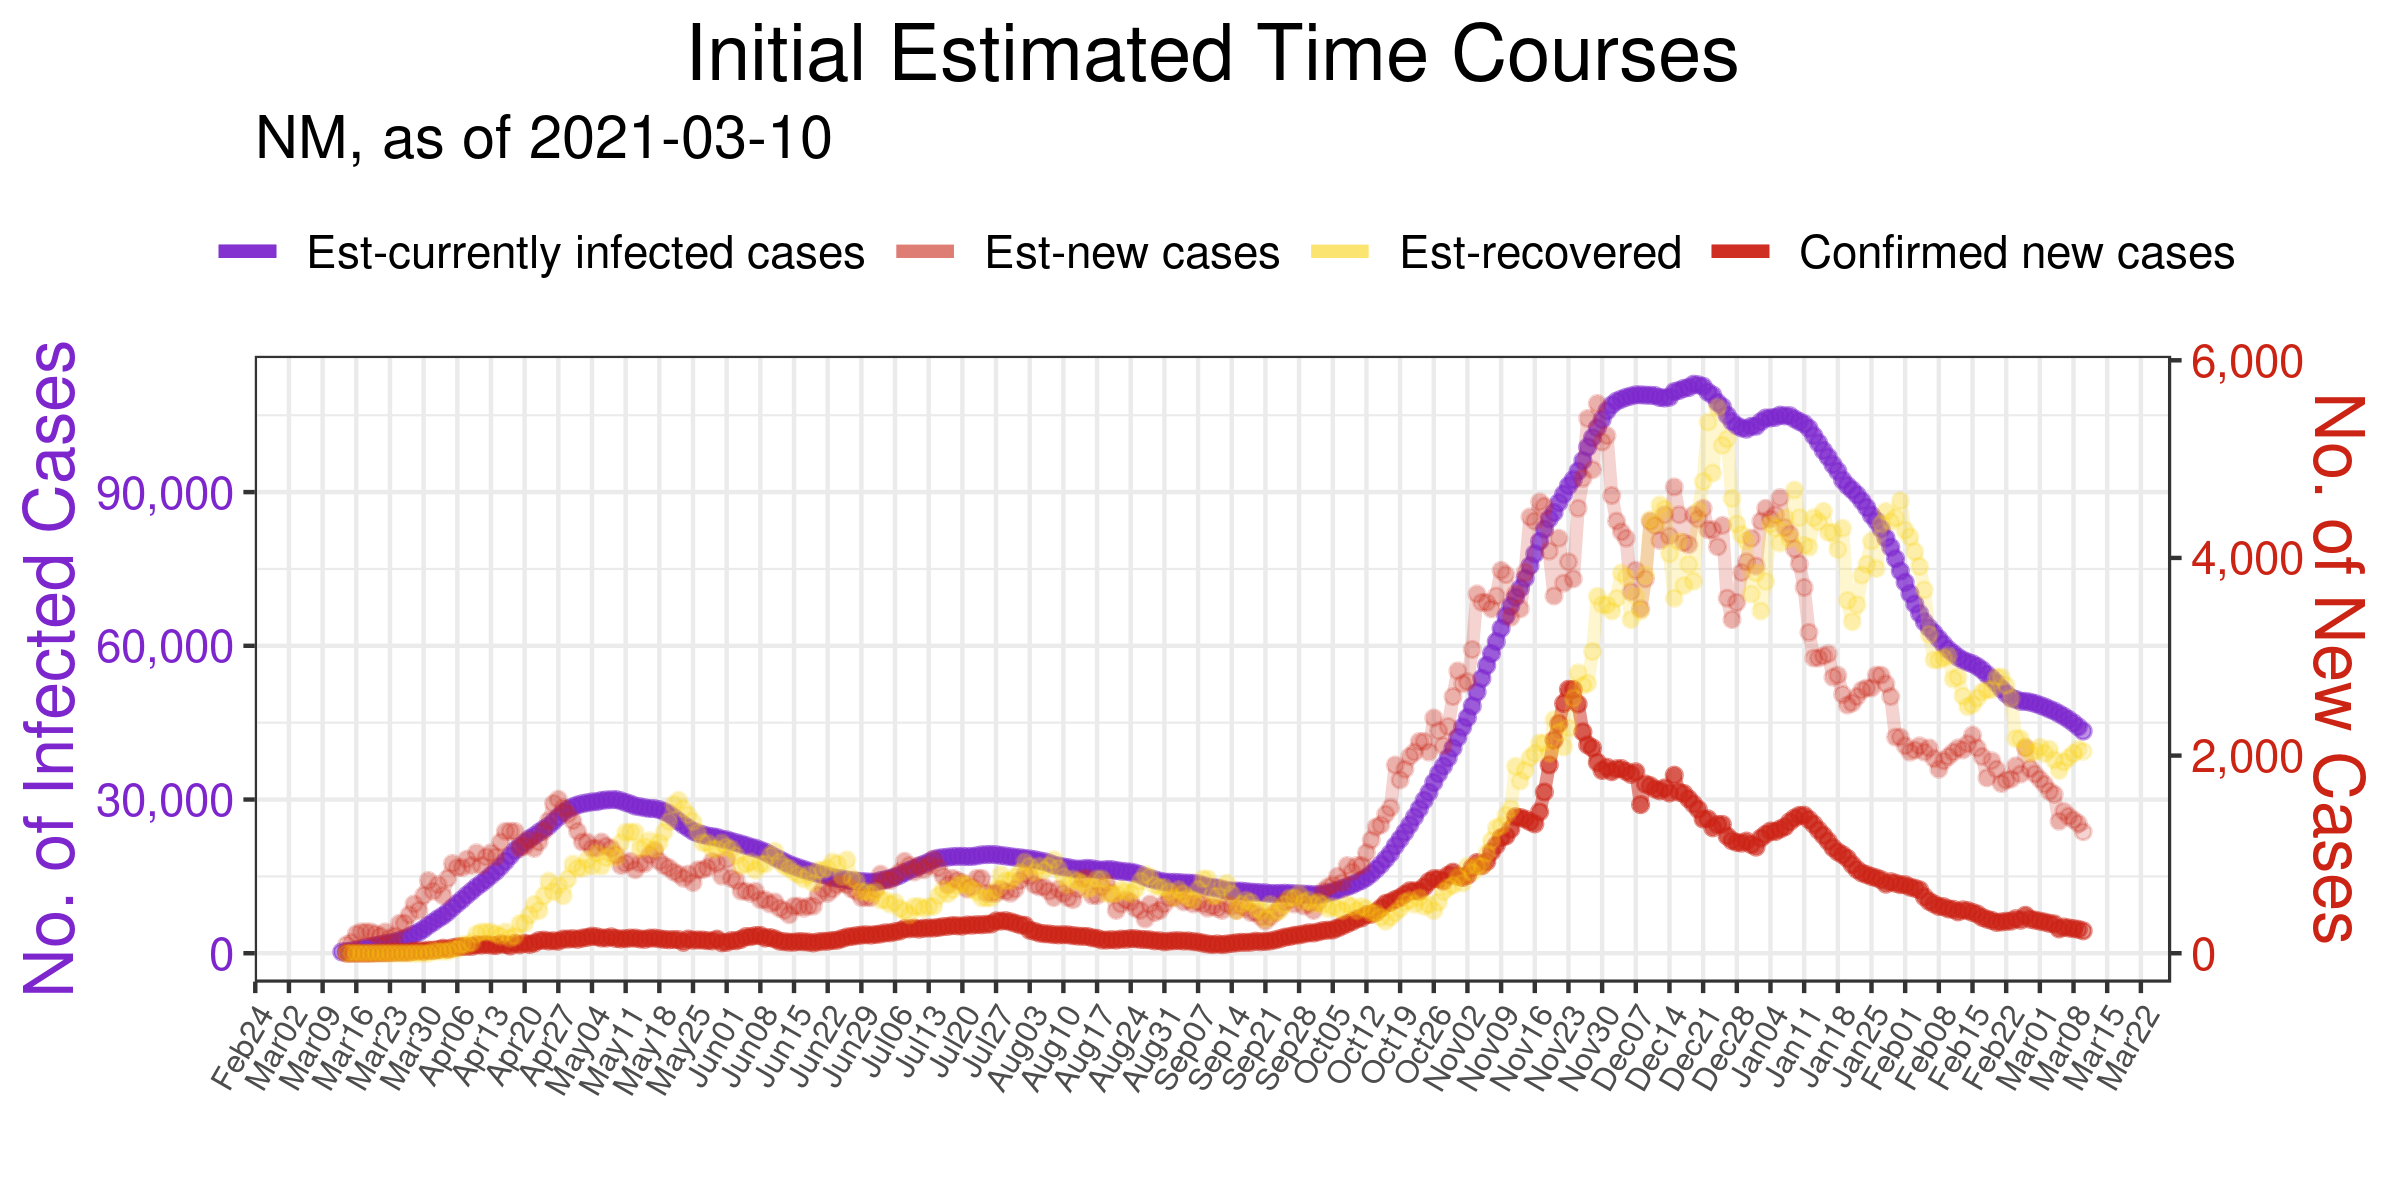 Initial Estimated Time Courses
NM, as of 2021-03-10
Est-currently infected cases
Est-new cases
Est-recovered
Confirmed new cases
No. of Infected Cases
90,000
60,000
30,000
0
6,000
4,000
2,000
0
No. of New Cases
Feb24
Mar02
Mar09
Mar16
Mar23
Mar30
Apr06
Apr13
Apr20
Apr27
May04
May11
May18
May25
Jun01
Jun08
Jun15
Jun22
Jun29
Jul06
Jul13
Jul20
Jul27
Aug03
Aug10
Aug17
Aug24
Aug31
Sep07
Sep14
Sep21
Sep28
Oct05
Oct12
Oct19
Oct26
Nov02
Nov09
Nov16
Nov23
Nov30
Dec07
Dec14
Dec21
Dec28
Jan04
Jan11
Jan18
Jan25
Feb01
Feb08
Feb15
Feb22
Mar01
Mar08
Mar15
Mar22